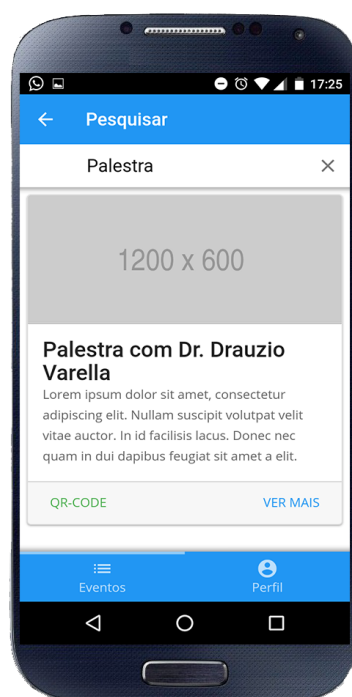 17:25
Pesquisar
Palestra
1200 x 600
Palestra com Dr. Drauzio
Varella
Lorem ipsum dolor sit amet, consectetur
adipiscing elit. Nullam suscipit volutpat velit
vitae auctor. In id facilisis lacus. Donec nec
quam in dui dapibus feugiat sit amet a elit.
QR-CODE VER MAIS
Eventos Perfil